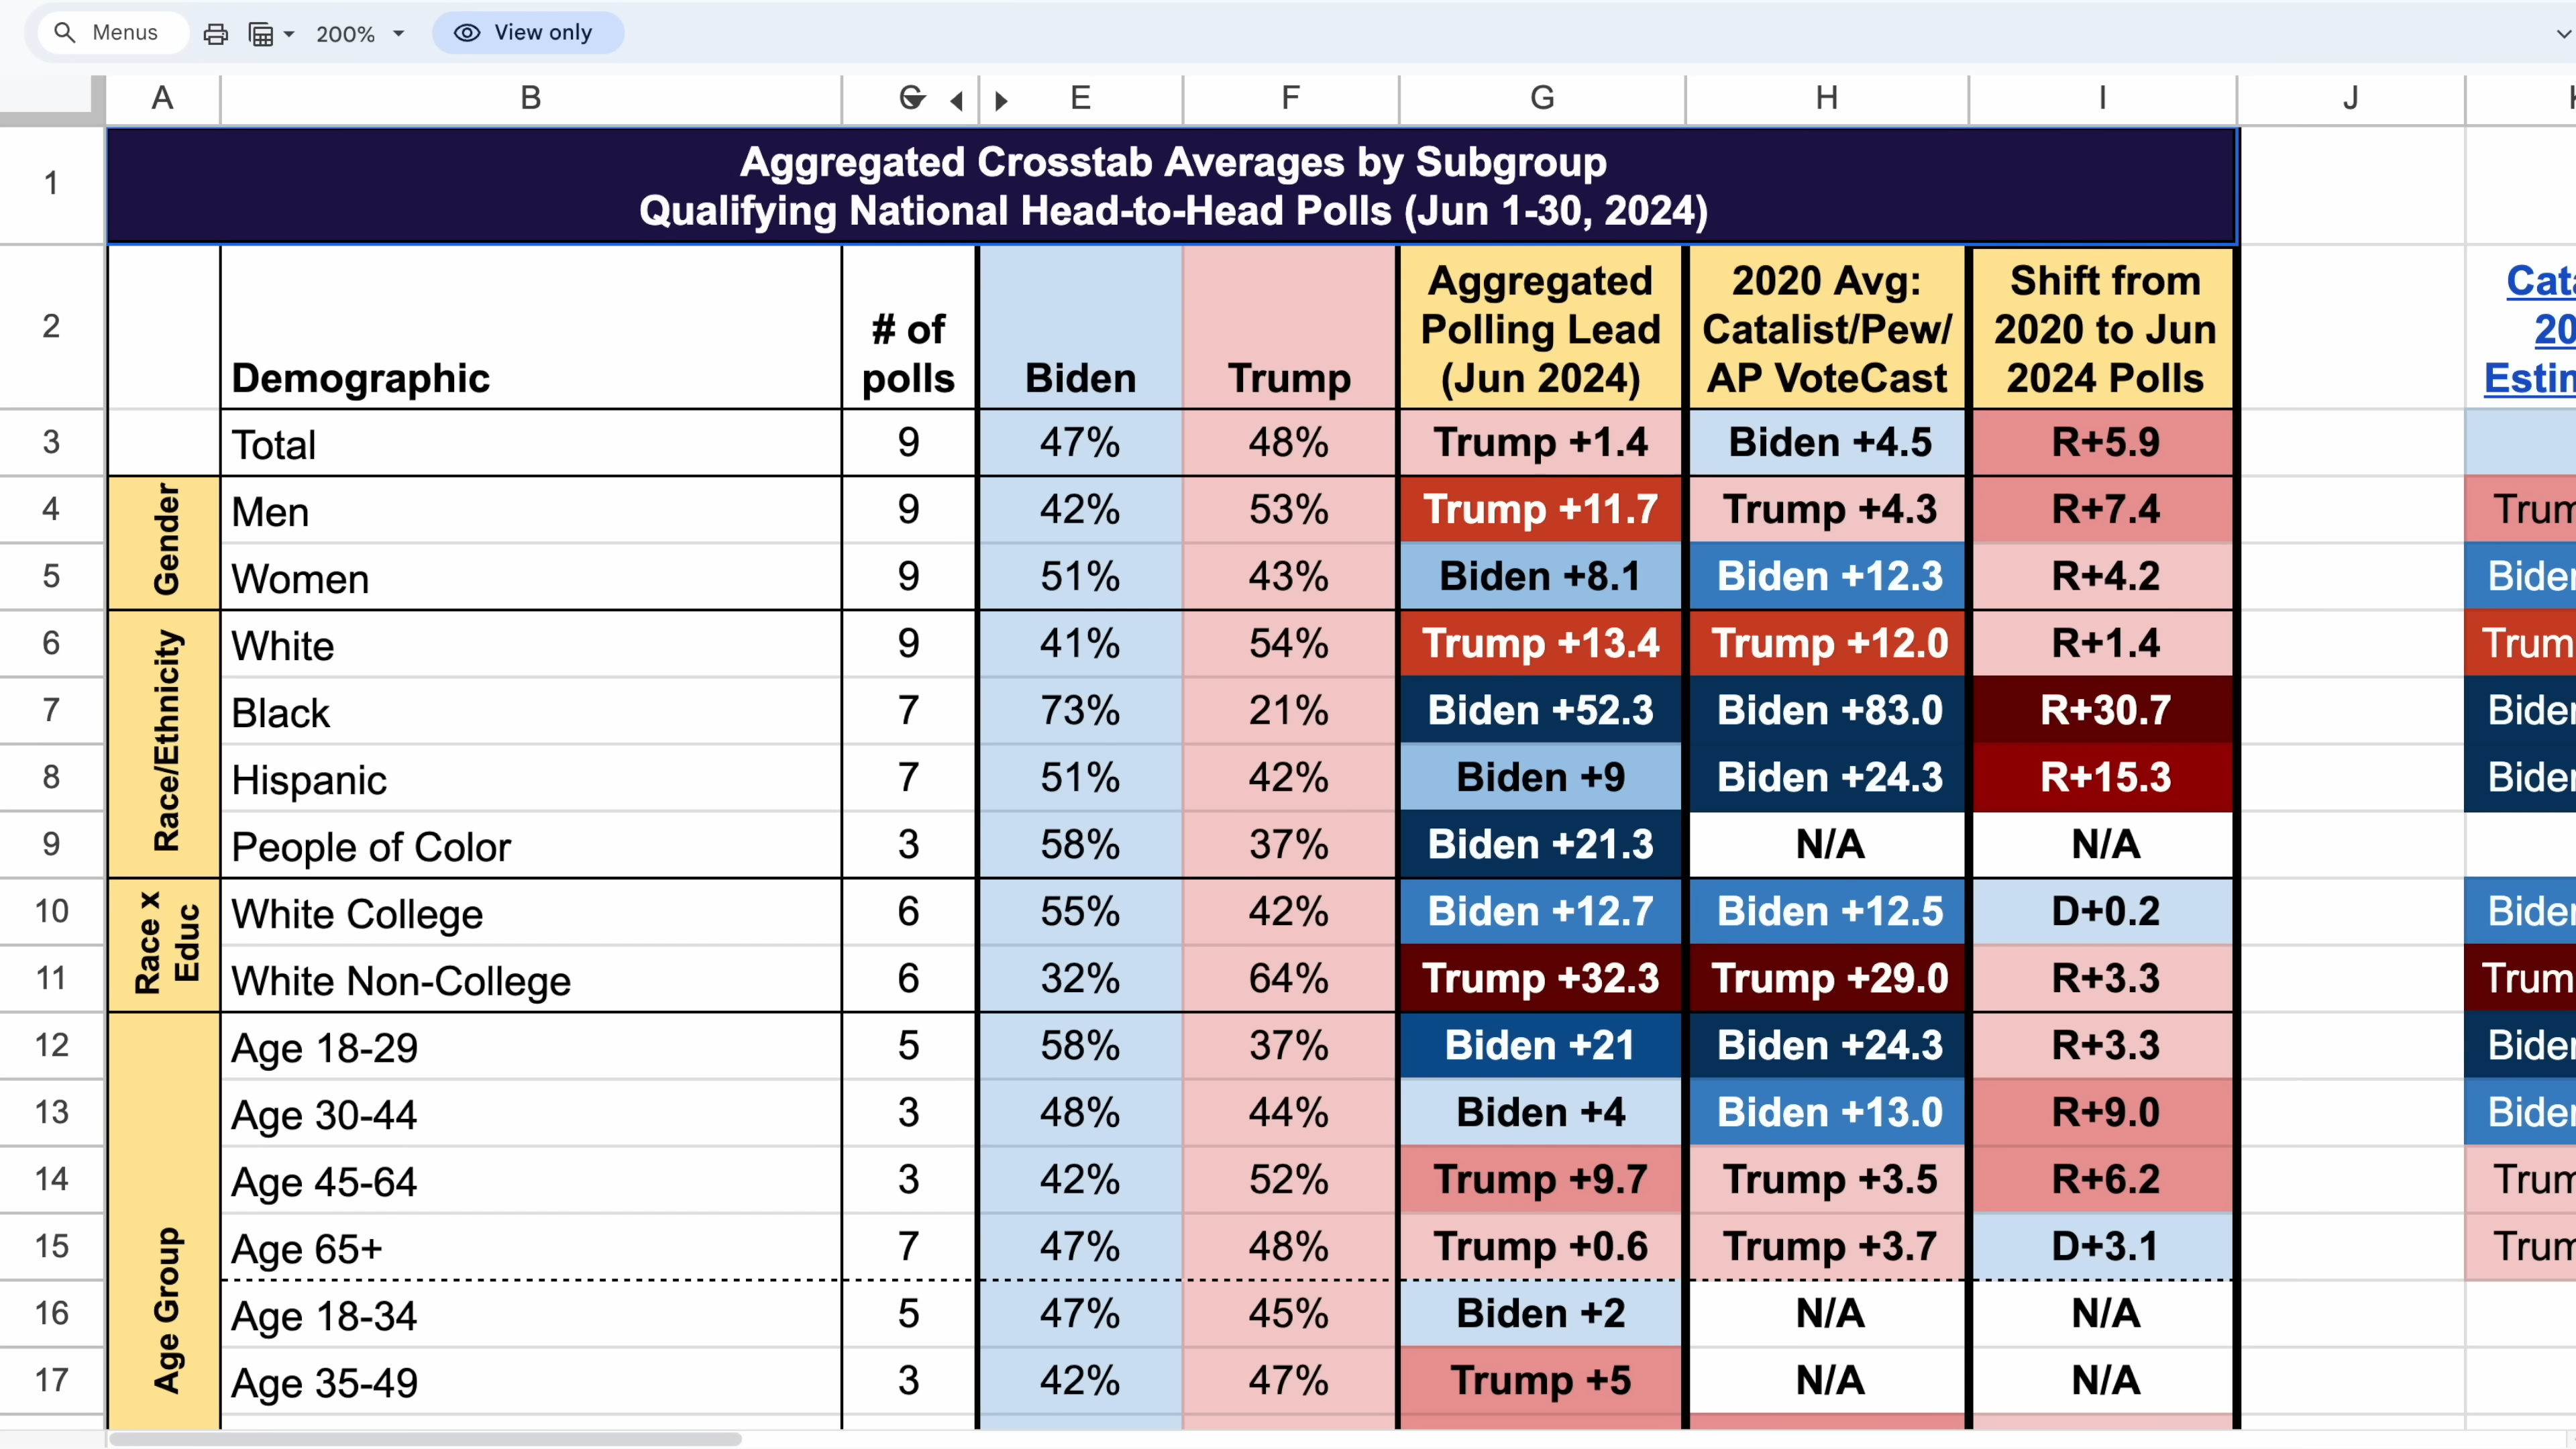 Menus 200% View only
A B C E F G H I J
1 Aggregated Crosstab Averages by Subgroup
Qualifying National Head-to-Head Polls (Jun 1-30, 2024)
2 Demographic # of polls Biden Trump Aggregated Polling Lead (Jun 2024) 2020 Avg: Catalist/Pew/ AP VoteCast Shift from 2020 to Jun 2024 Polls
3 Total 9 47% 48% Trump +1.4 Biden +4.5 R+5.9
Gender
4 Men 9 42% 53% Trump +11.7 Trump +4.3 R+7.4
5 Women 9 51% 43% Biden +8.1 Biden +12.3 R+4.2
Race/Ethnicity
6 White 9 41% 54% Trump +13.4 Trump +12.0 R+1.4
7 Black 7 73% 21% Biden +52.3 Biden +83.0 R+30.7
8 Hispanic 7 51% 42% Biden +9 Biden +24.3 R+15.3
9 People of Color 3 58% 37% Biden +21.3 N/A N/A
Race x Educ
10 White College 6 55% 42% Biden +12.7 Biden +12.5 D+0.2
11 White Non-College 6 32% 64% Trump +32.3 Trump +29.0 R+3.3
Age Group
12 Age 18-29 5 58% 37% Biden +21 Biden +24.3 R+3.3
13 Age 30-44 3 48% 44% Biden +4 Biden +13.0 R+9.0
14 Age 45-64 3 42% 52% Trump +9.7 Trump +3.5 R+6.2
15 Age 65+ 7 47% 48% Trump +0.6 Trump +3.7 D+3.1
16 Age 18-34 5 47% 45% Biden +2 N/A N/A
17 Age 35-49 3 42% 47% Trump +5 N/A N/A